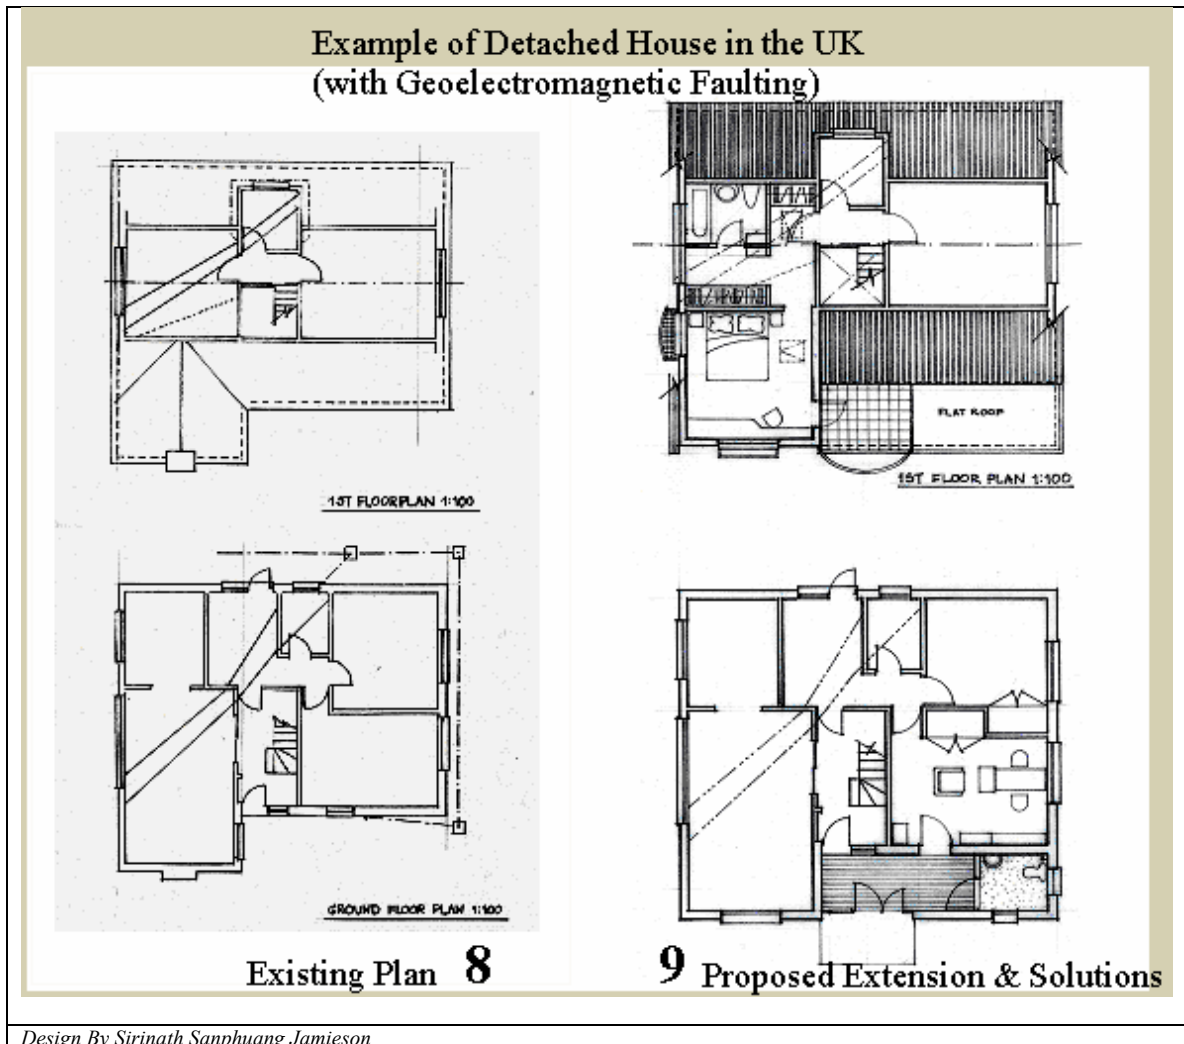 Example of Detached House in the UK
(with Geoelectromagnetic Faulting)
FLAT ROOF
1ST FLOORPLAN 1:100
1ST FLOOR PLAN 1:100
GROUND FLOOR PLAN 1:100
Existing Plan 8
9 Proposed Extension & Solutions
Design By Sirinath Sanphuang Jamieson